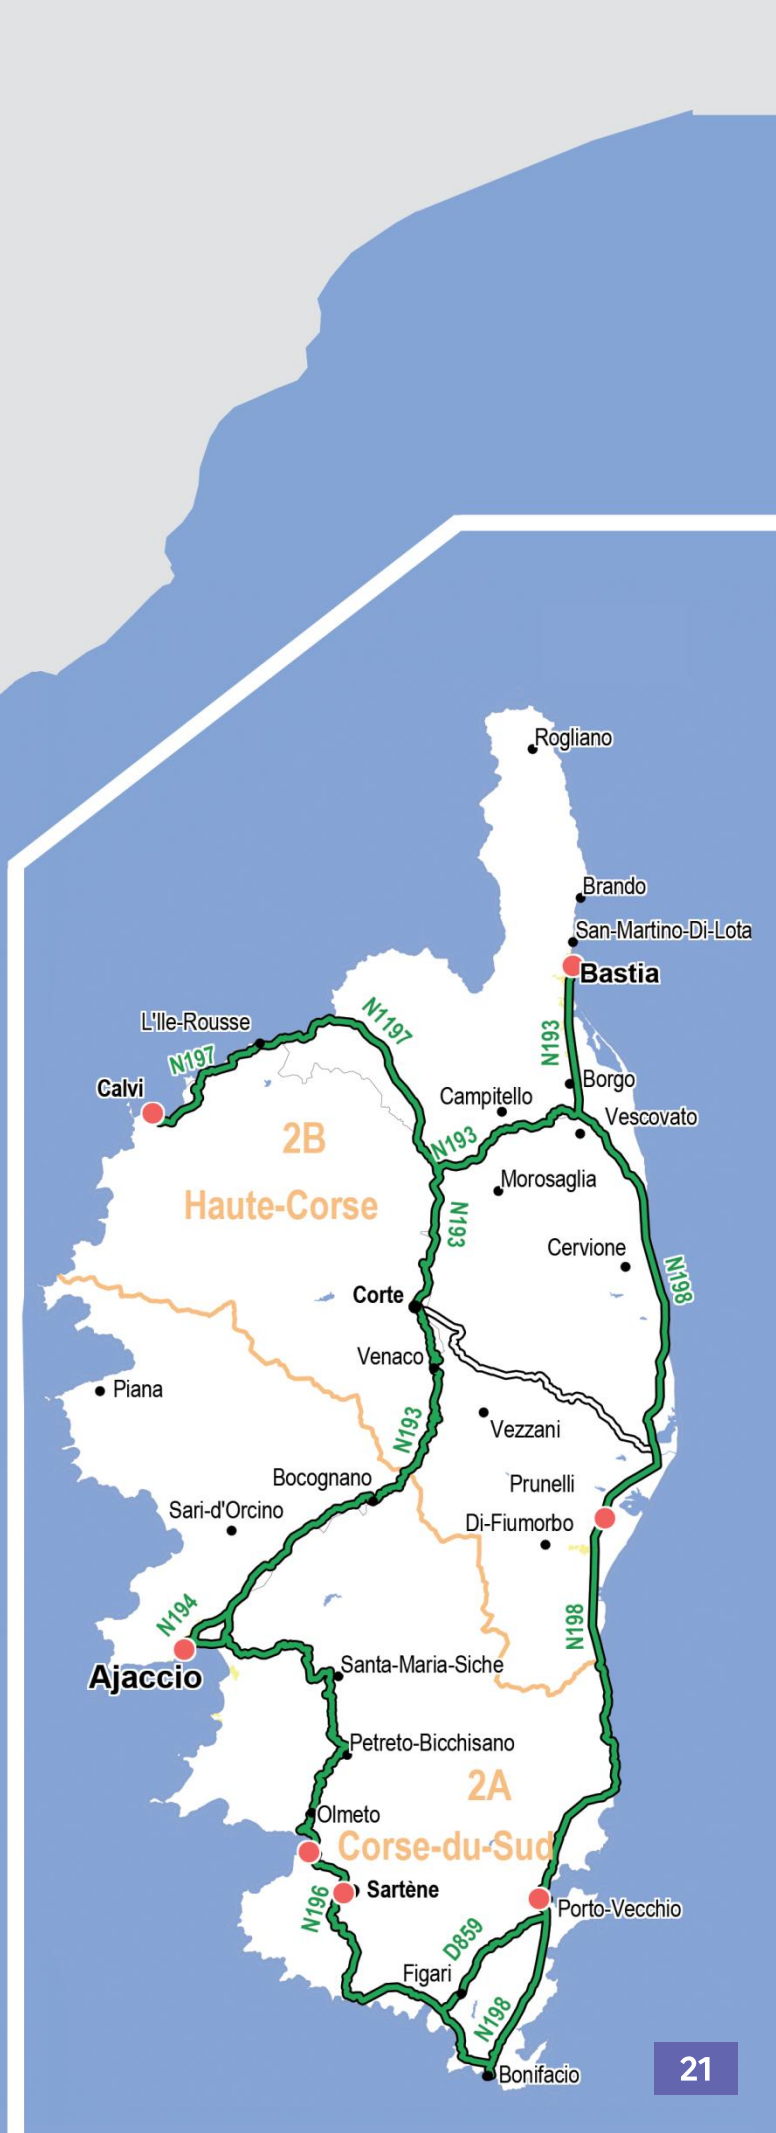 Rogliano
Brando
San-Martino-Di-Lota
Bastia
L'Ile-Rousse
N1197
N197
N193
Calvi
Borgo
Campitello
Vescovato
2B
N193
Haute-Corse
Morosaglia
N193
Cervione
N198
Corte
Venaco
Piana
N193
Vezzani
Bocognano
Prunelli
Sari-d'Orcino
Di-Fiumorbo
N194
N198
Ajaccio
Santa-Maria-Siche
Petreto-Bicchisano
2A
Olmeto
Corse-du-Sud
Sartène
N196
Porto-Vecchio
D859
Figari
N198
Bonifacio
21